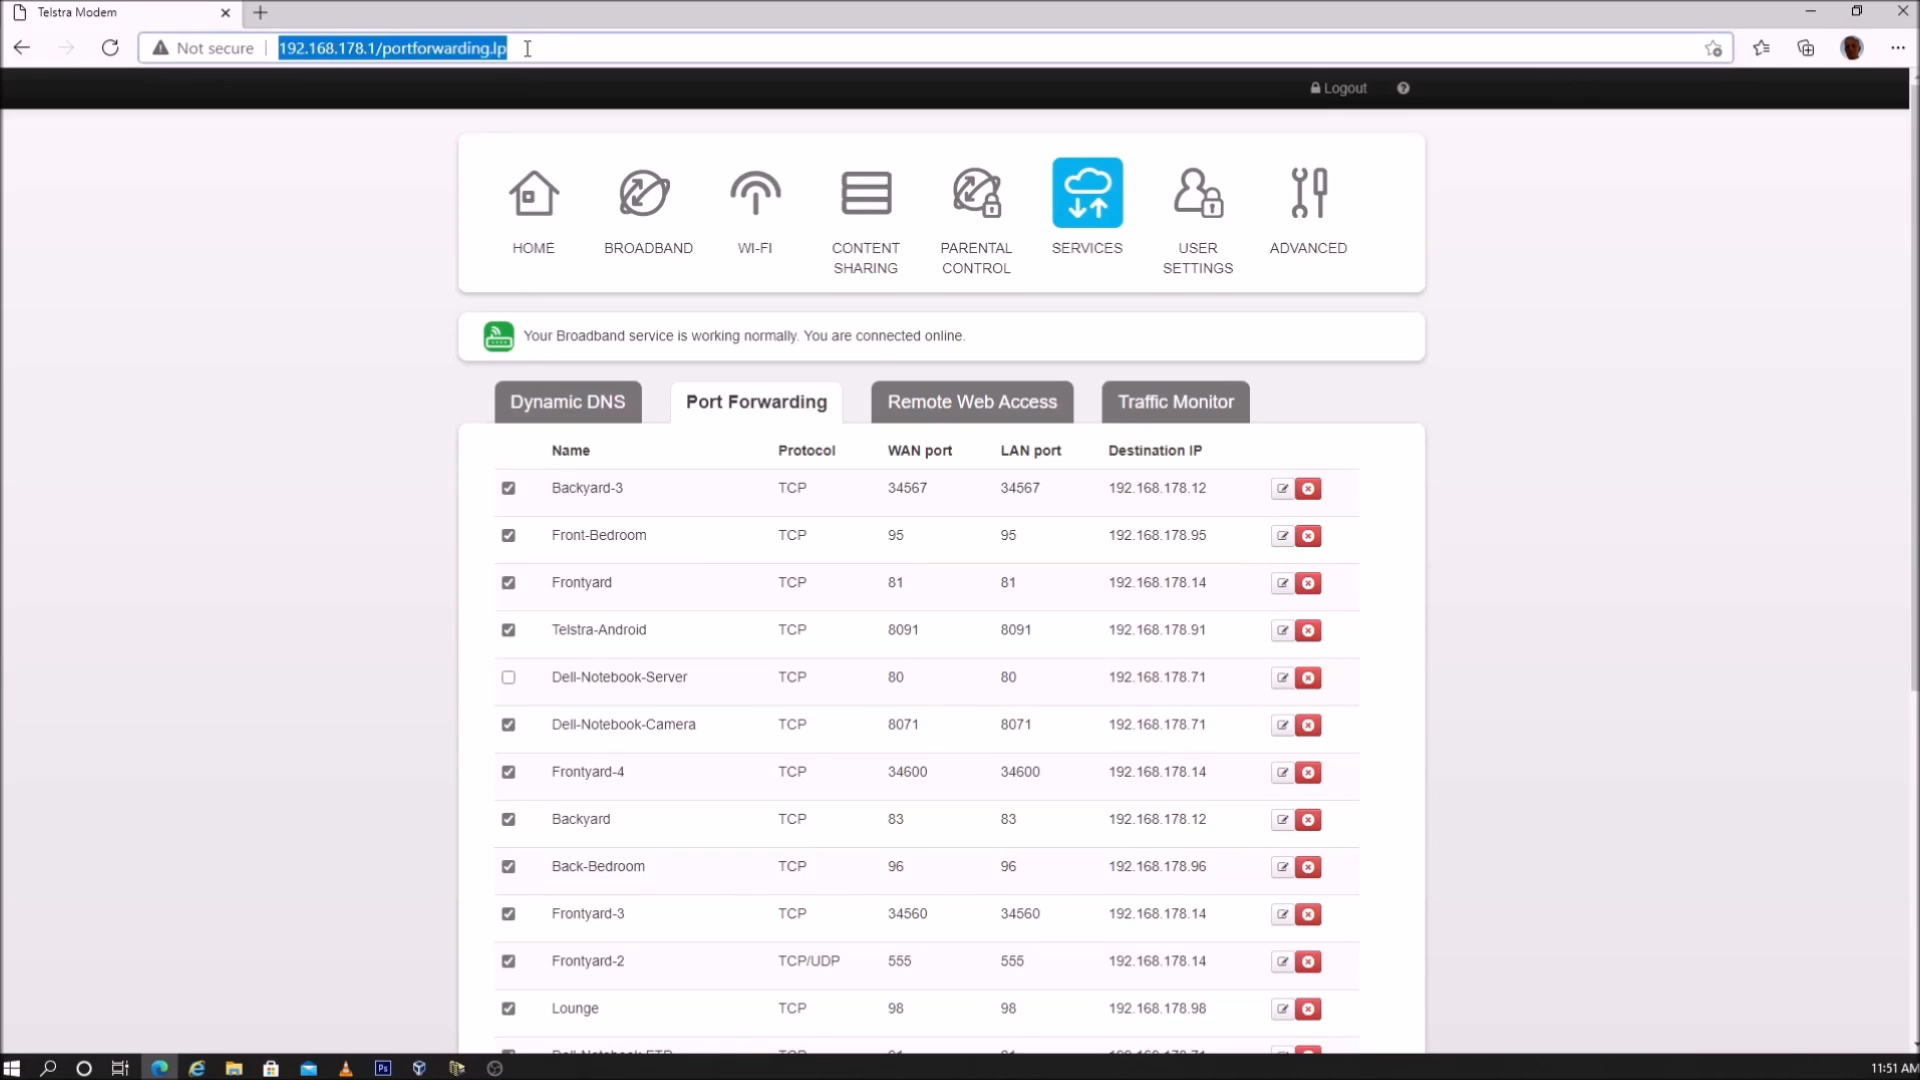 Telstra Modem
Not secure 192.168.178.1/portforwarding.lp
Logout
HOME BROADBAND WI-FI CONTENT SHARING PARENTAL CONTROL SERVICES USER SETTINGS ADVANCED
Your Broadband service is working normally. You are connected online.
Dynamic DNS Port Forwarding Remote Web Access Traffic Monitor
Name Protocol WAN port LAN port Destination IP
Backyard-3 TCP 34567 34567 192.168.178.12
Front-Bedroom TCP 95 95 192.168.178.95
Frontyard TCP 81 81 192.168.178.14
Telstra-Android TCP 8091 8091 192.168.178.91
Dell-Notebook-Server TCP 80 80 192.168.178.71
Dell-Notebook-Camera TCP 8071 8071 192.168.178.71
Frontyard-4 TCP 34600 34600 192.168.178.14
Backyard TCP 83 83 192.168.178.12
Back-Bedroom TCP 96 96 192.168.178.96
Frontyard-3 TCP 34560 34560 192.168.178.14
Frontyard-2 TCP/UDP 555 555 192.168.178.14
Lounge TCP 98 98 192.168.178.98
Ps
11:51 AM